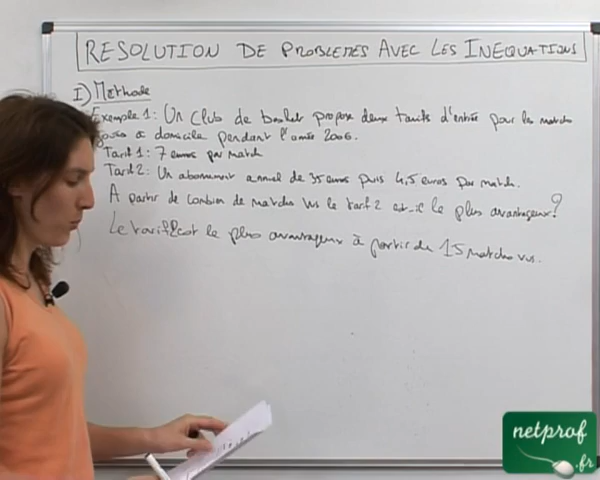 RESOLUTION DE PROBLEMES AVEC LES INEQUATIONS
I) Méthode
Exemple 1: Un club de basket propose deux tarifs d'entrée pour les matchs
joués à domicile pendant l'année 2006.
Tarif 1: 7 euros par match
Tarif 2: Un abonnement annuel de 35 euros puis 4,5 euros par match.
A partir de combien de matchs vus le tarif 2 est-il le plus avantageux?
Le tarif 2 est le plus avantageux à partir de 15 matchs vus.
netprof
.fr